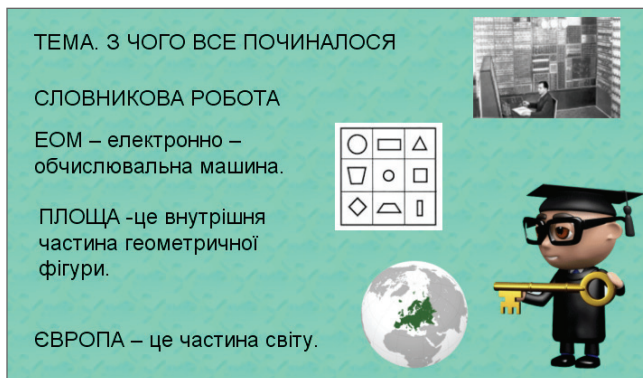 ТЕМА. З ЧОГО ВСЕ ПОЧИНАЛОСЯ
СЛОВНИКОВА РОБОТА
ЕОМ – електронно –
обчислювальна машина.
ПЛОЩА -це внутрішня
частина геометричної
фігури.
ЄВРОПА – це частина світу.